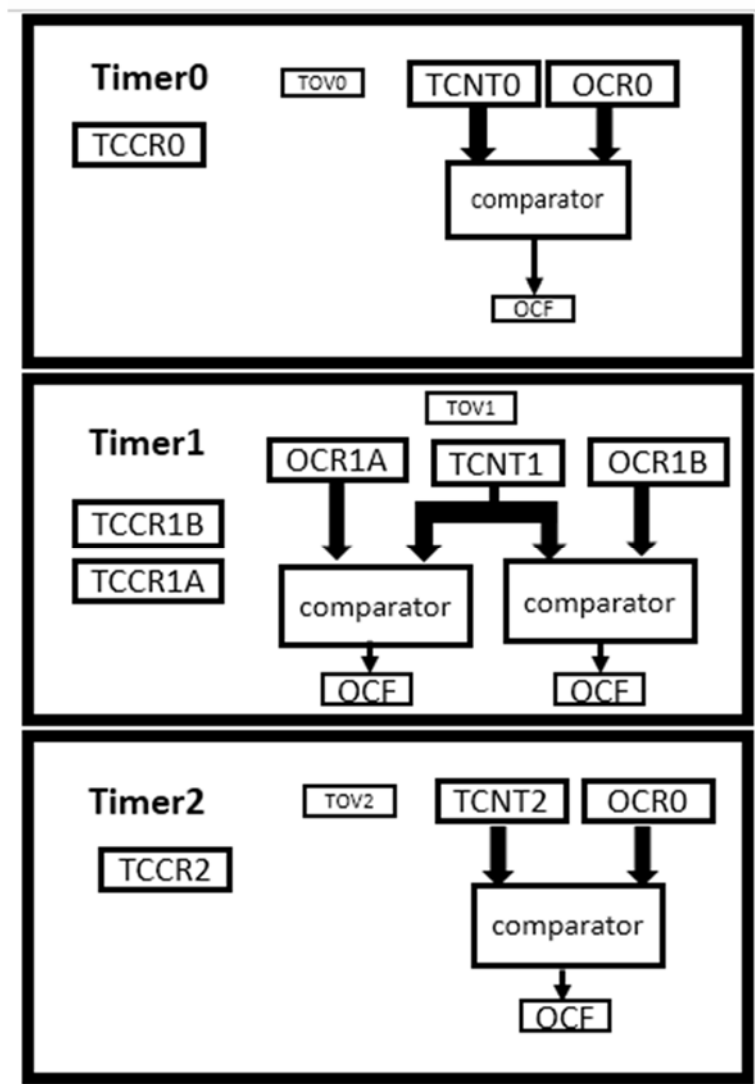 Timer0
TOV0
TCNT0
OCR0
TCCR0
comparator
OCF
TOV1
Timer1
OCR1A
TCNT1
OCR1B
TCCR1B
TCCR1A
comparator
comparator
OCF
OCF
Timer2
TOV2
TCNT2
OCR0
TCCR2
comparator
OCF